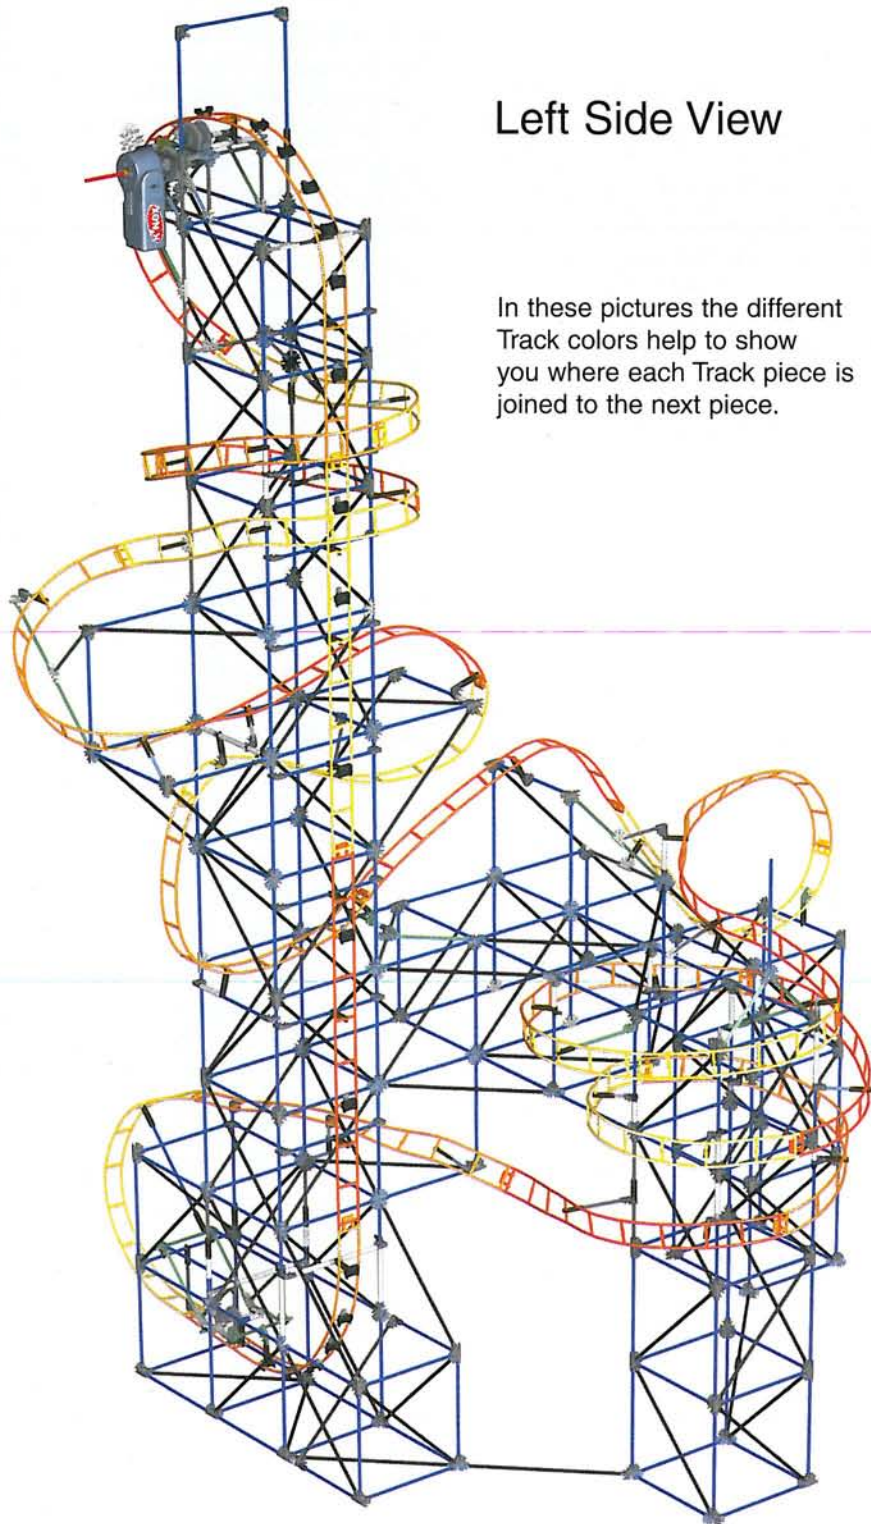 Left Side View
K'NEX
In these pictures the different
Track colors help to show
you where each Track piece is
joined to the next piece.